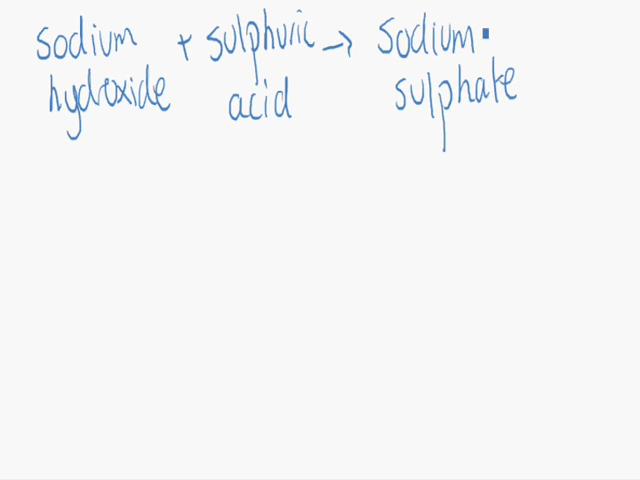 sodium + sulphuric → sodium
hydroxide acid sulphate